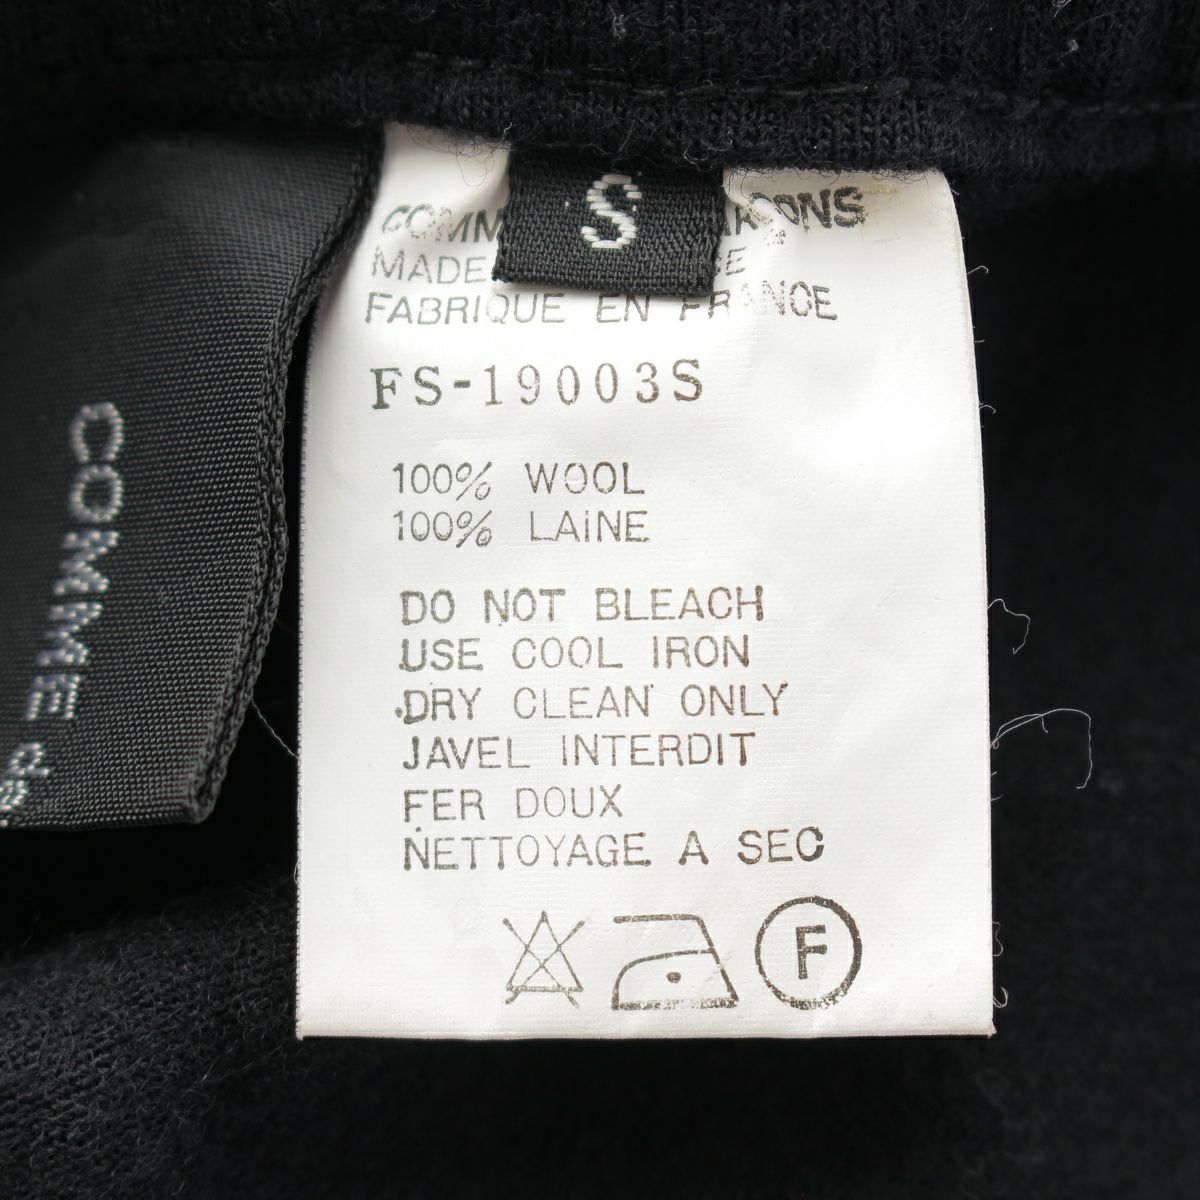 S
COMM
MADE
FABRIQUE EN FRANCE
FS-19003S
100% WOOL
100% LAINE
DO NOT BLEACH
USE COOL IRON
DRY CLEAN ONLY
JAVEL INTERDIT
FER DOUX
NETTOYAGE A SEC
F
COMME de